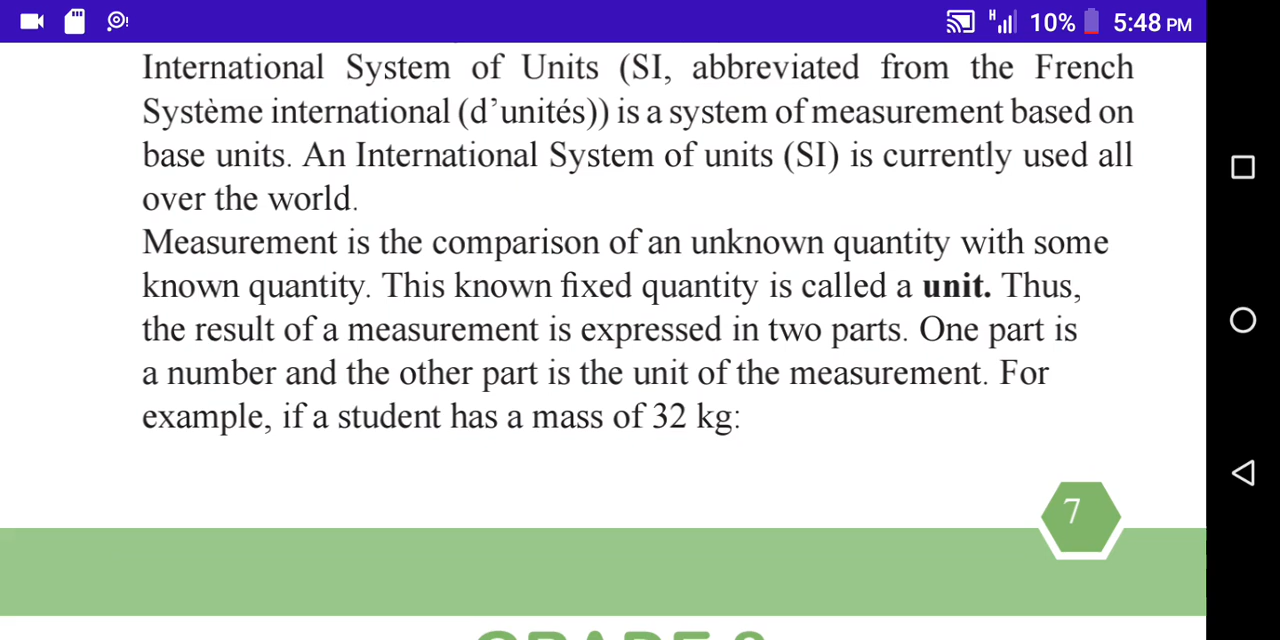 10% 5:48 PM
International System of Units (SI, abbreviated from the French
Système international (d’unités)) is a system of measurement based on
base units. An International System of units (SI) is currently used all
over the world.
Measurement is the comparison of an unknown quantity with some
known quantity. This known fixed quantity is called a unit. Thus,
the result of a measurement is expressed in two parts. One part is
a number and the other part is the unit of the measurement. For
example, if a student has a mass of 32 kg:
7